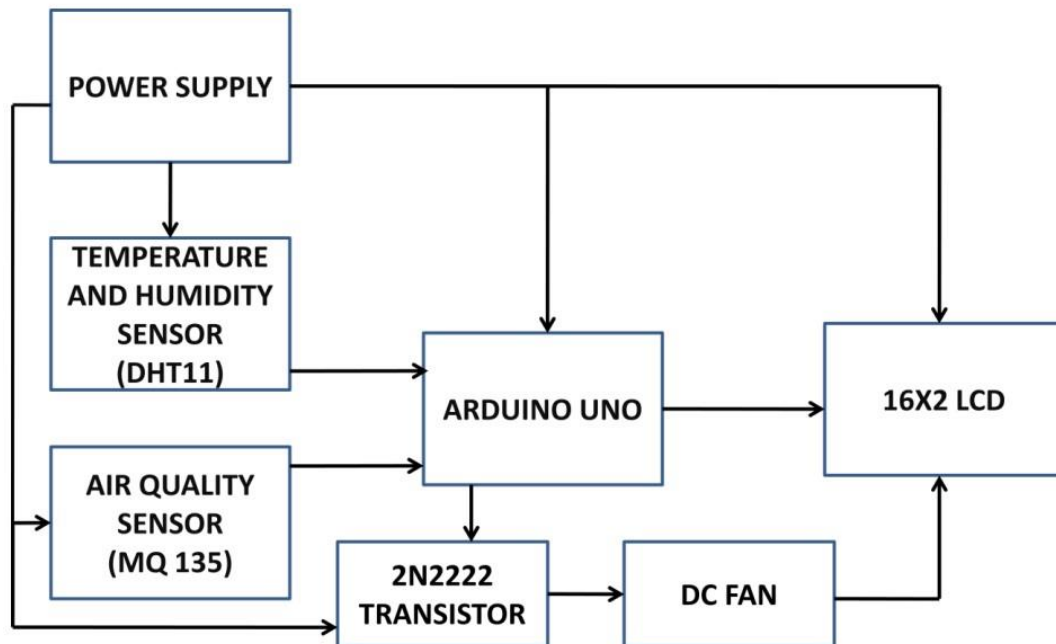 POWER SUPPLY
TEMPERATURE
AND HUMIDITY
SENSOR
(DHT11)
ARDUINO UNO
16X2 LCD
AIR QUALITY
SENSOR
(MQ 135)
2N2222
TRANSISTOR
DC FAN